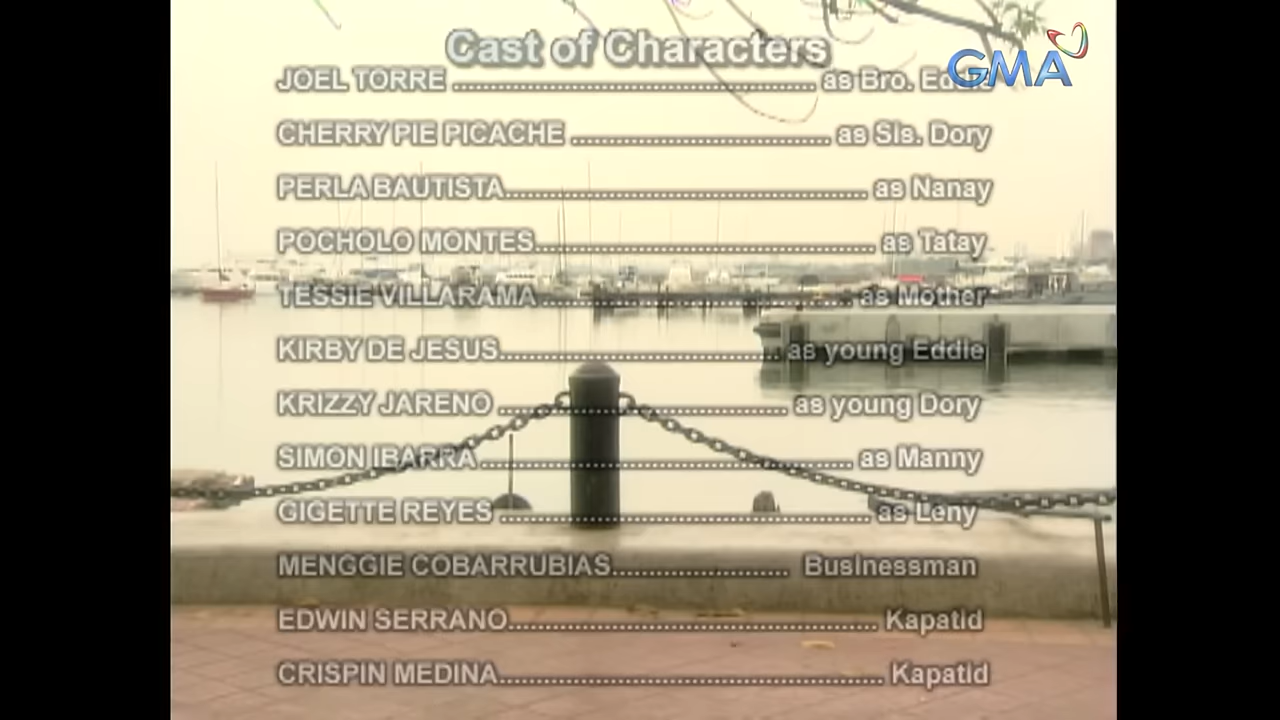 Cast of Characters
GMA
JOEL TORRE ........................................ as Bro. Eddie
CHERRY PIE PICACHE ........................................ as Sis. Dory
PERLA BAUTISTA........................................ as Nanay
POCHOLO MONTES........................................ as Tatay
TESSIE VILLARAMA ........................................ as Mother
KIRBY DE JESUS........................................ as young Eddie
KRIZZY JARENO ........................................ as young Dory
SIMON IBARRA ........................................ as Manny
GIGETTE REYES ........................................ as Leny
MENGGIE COBARRUBIAS........................ Businessman
EDWIN SERRANO........................................ Kapatid
CRISPIN MEDINA........................................ Kapatid